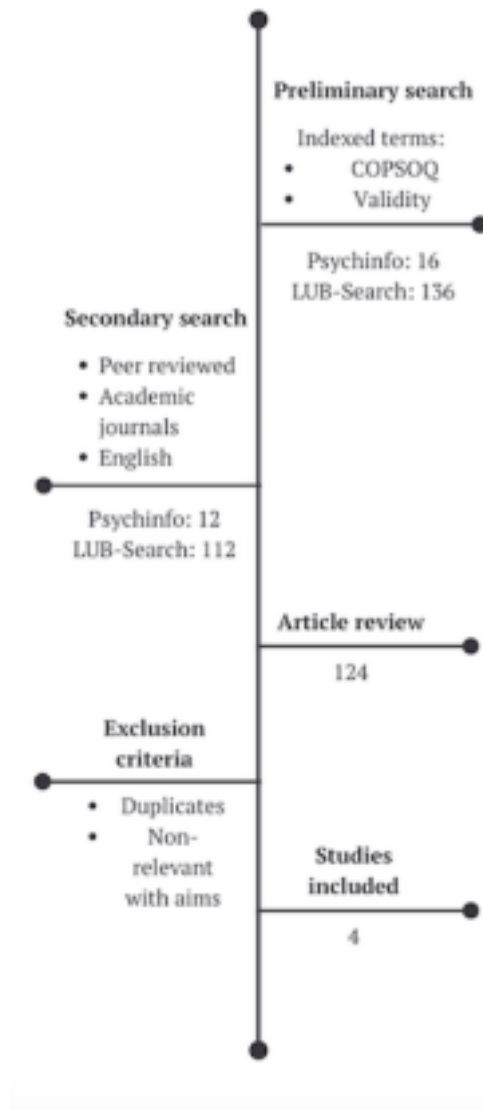 Preliminary search
Indexed terms:
• COPSOQ
• Validity
Psychinfo: 16
LUB-Search: 136
Secondary search
• Peer reviewed
• Academic
journals
• English
Psychinfo: 12
LUB-Search: 112
Article review
124
Exclusion
criteria
• Duplicates
• Non-
relevant
with aims
Studies
included
4